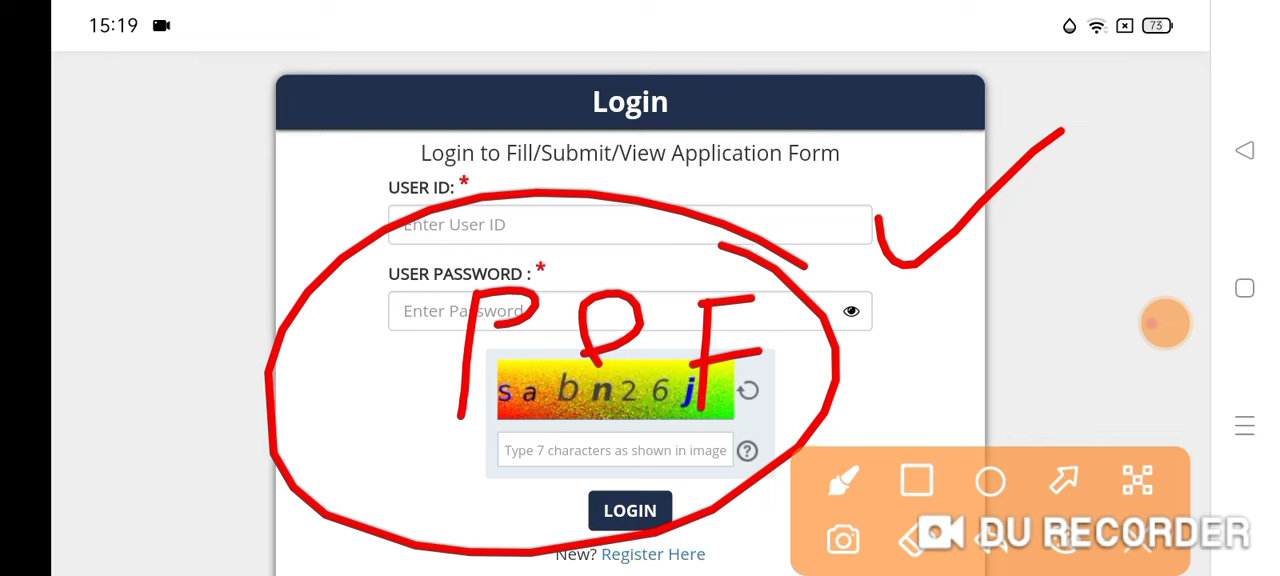 15:19
73
Login
Login to Fill/Submit/View Application Form
USER ID: *
Enter User ID
USER PASSWORD : *
Enter Password
PDF
sabn26j
Type 7 characters as shown in image
LOGIN
New? Register Here
DU RECORDER